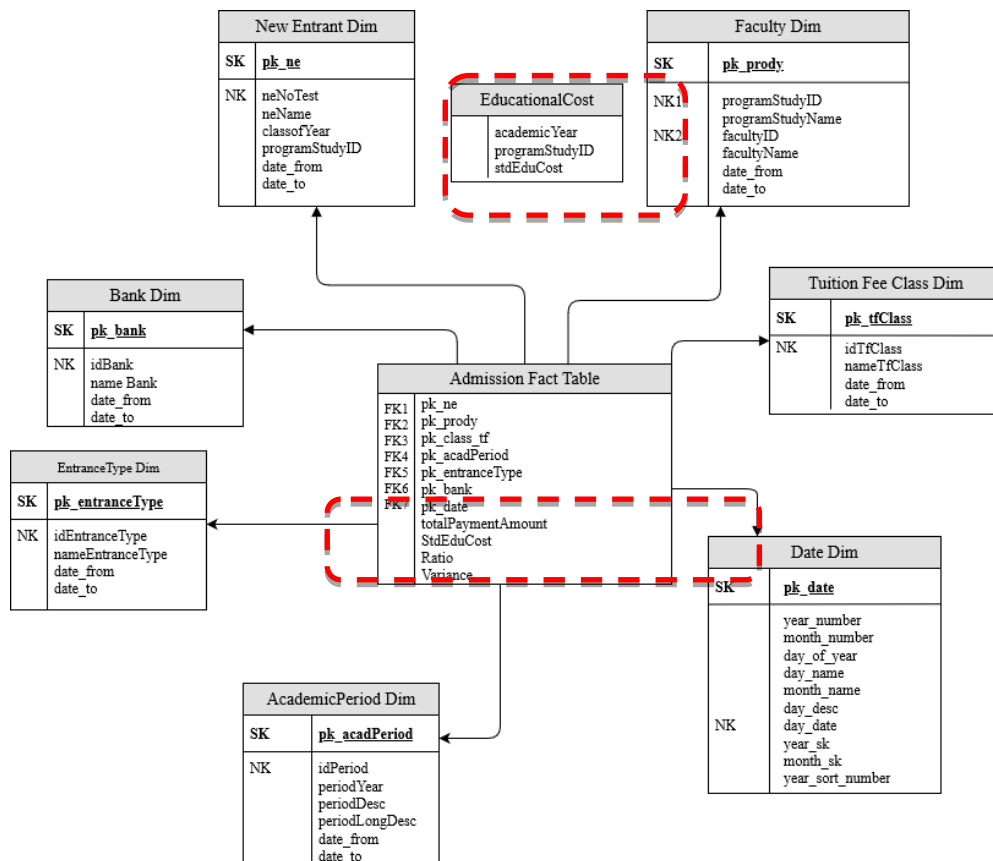 New Entrant Dim
SK pk_ne
NK neNoTest
neName
classofYear
programStudyID
date_from
date_to
EducationalCost
academicYear
programStudyID
stdEduCost
Faculty Dim
SK pk_prody
NK1 programStudyID
programStudyName
NK2 facultyID
facultyName
date_from
date_to
Bank Dim
SK pk_bank
NK idBank
name Bank
date_from
date_to
Tuition Fee Class Dim
SK pk_tfClass
NK idTfClass
nameTfClass
date_from
date_to
Admission Fact Table
FK1 pk_ne
FK2 pk_prody
FK3 pk_class_tf
FK4 pk_acadPeriod
FK5 pk_entranceType
FK6 pk_bank
FK7 pk_date
totalPaymentAmount
StdEduCost
Ratio
Variance
EntranceType Dim
SK pk_entranceType
NK idEntranceType
nameEntranceType
date_from
date_to
Date Dim
SK pk_date
year_number
month_number
day_of_year
day_name
month_name
day_desc
NK day_date
year_sk
month_sk
year_sort_number
AcademicPeriod Dim
SK pk_acadPeriod
NK idPeriod
periodYear
periodDesc
periodLongDesc
date_from
date_to